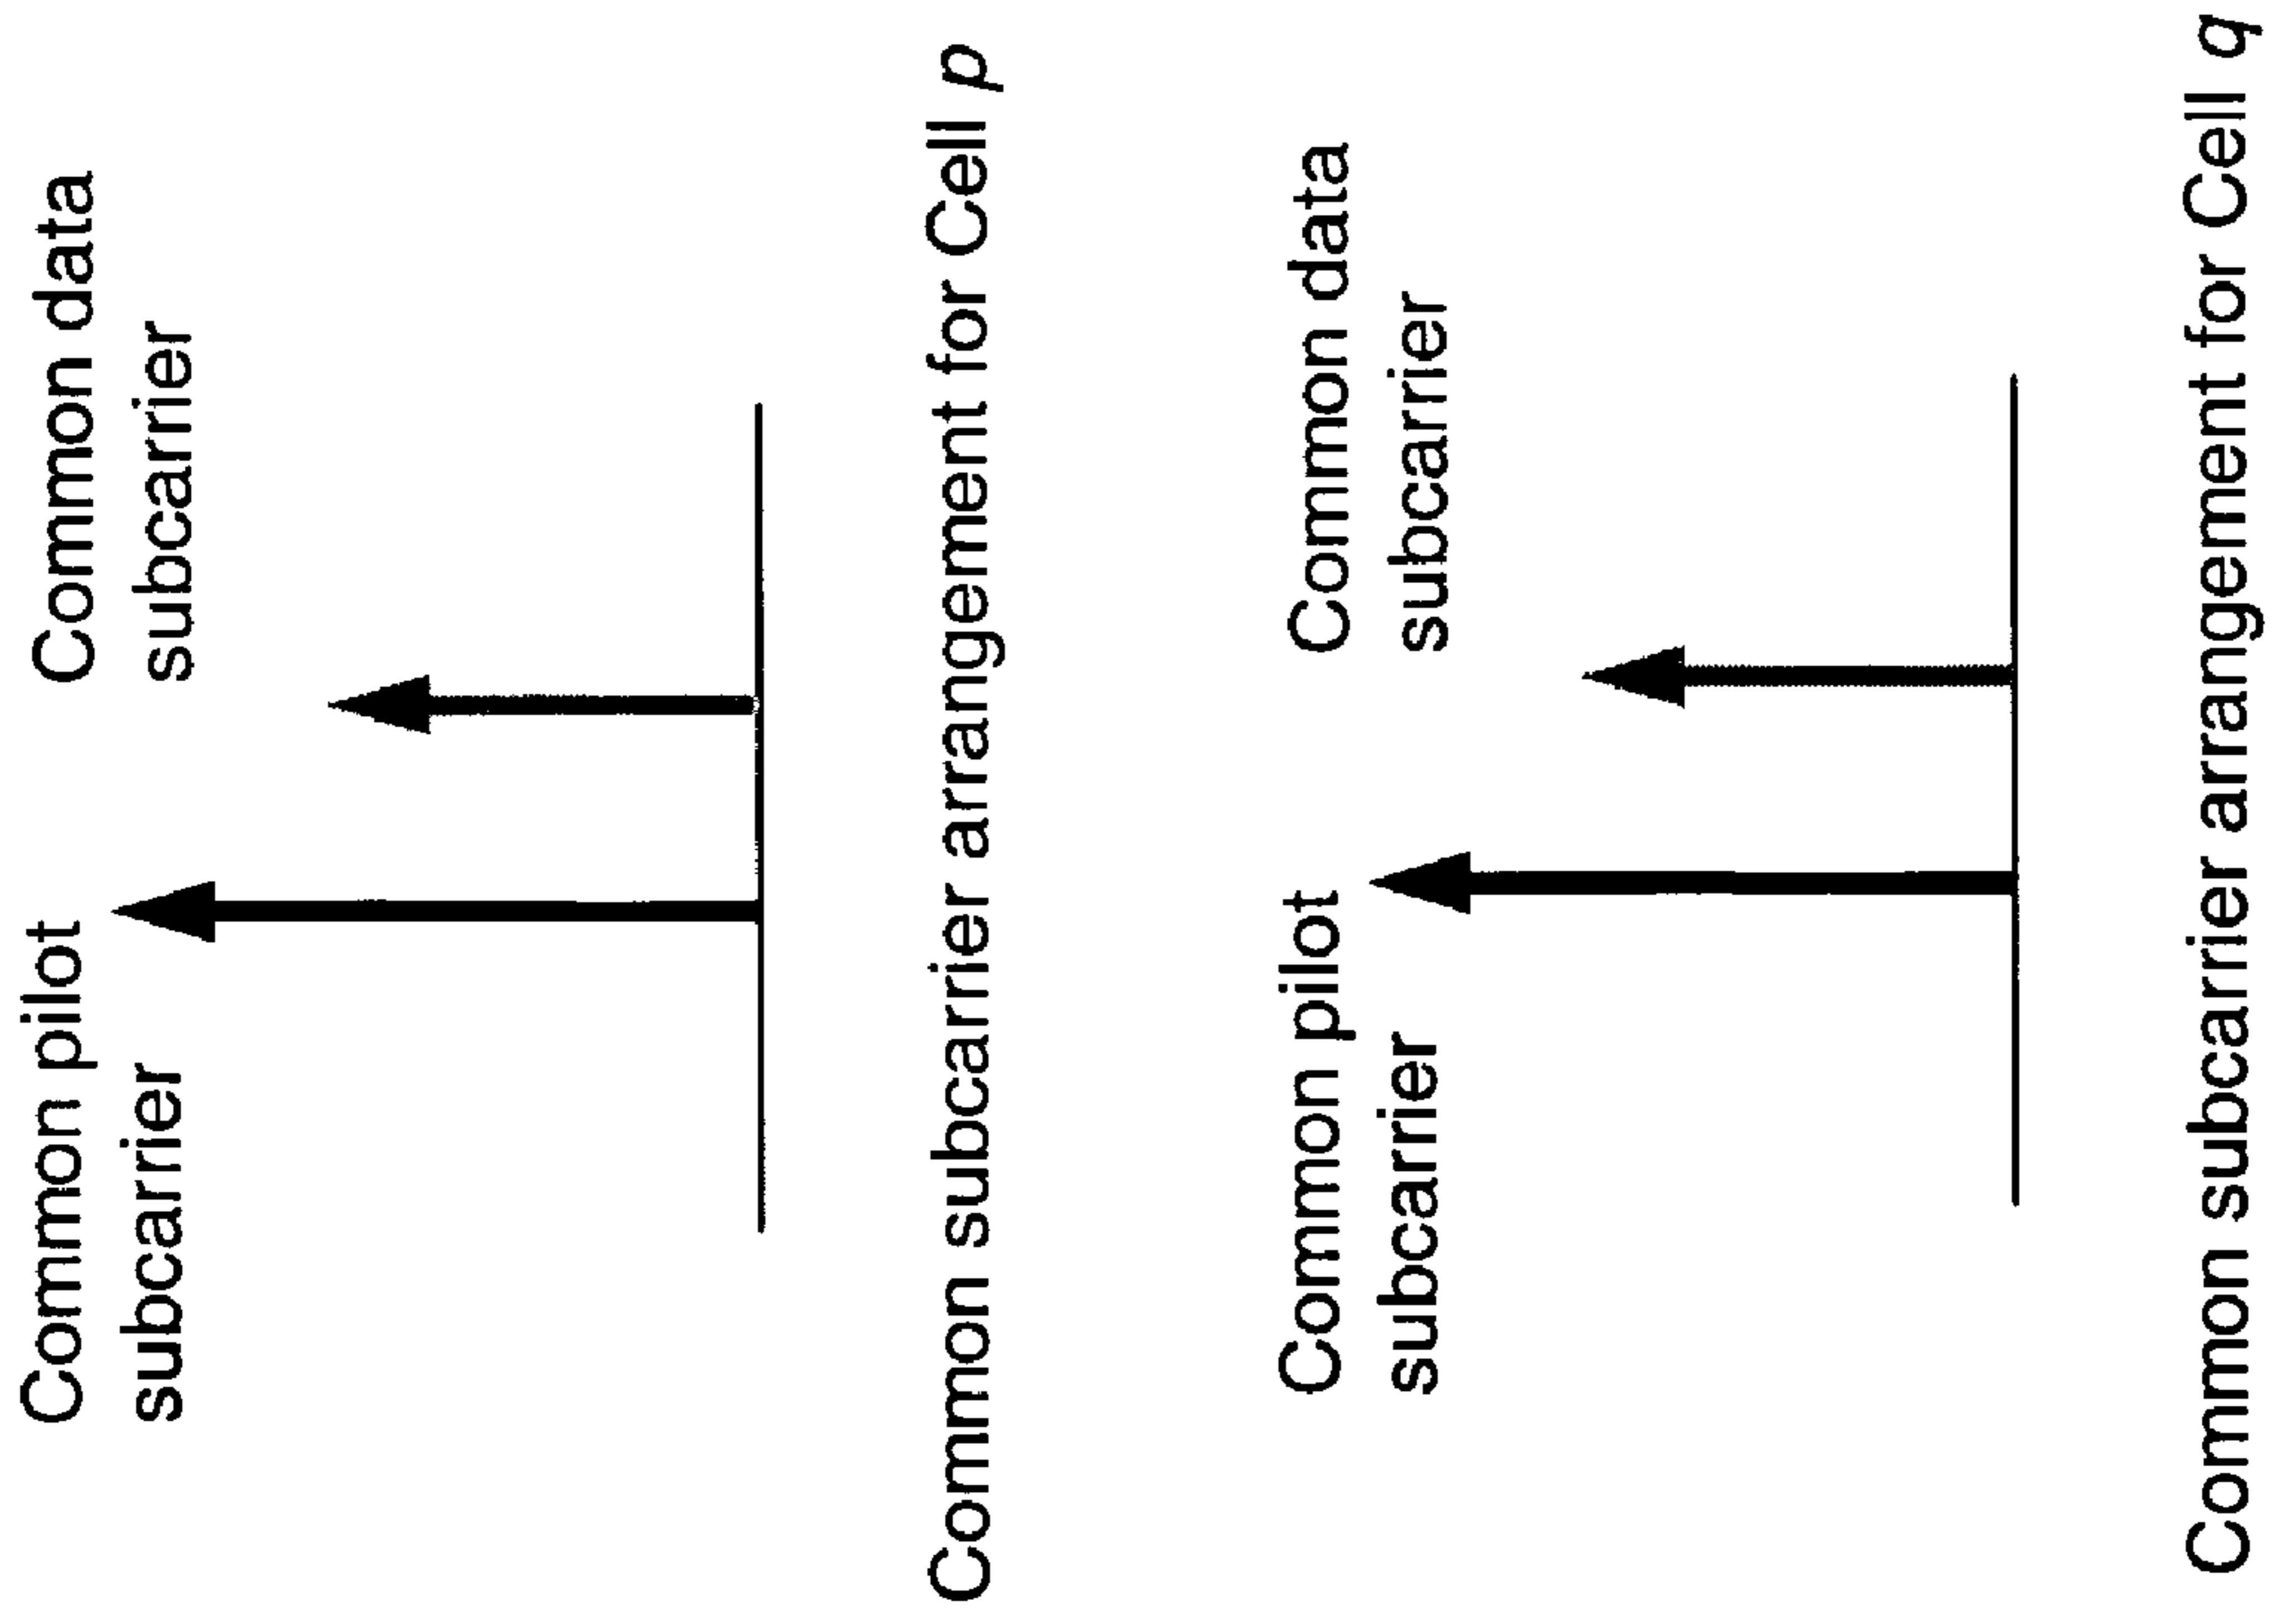 Common pilot
subcarrier
Common data
subcarrier
Common subcarrier arrangement for Cell p
Common pilot
subcarrier
Common data
subcarrier
Common subcarrier arrangement for Cell q